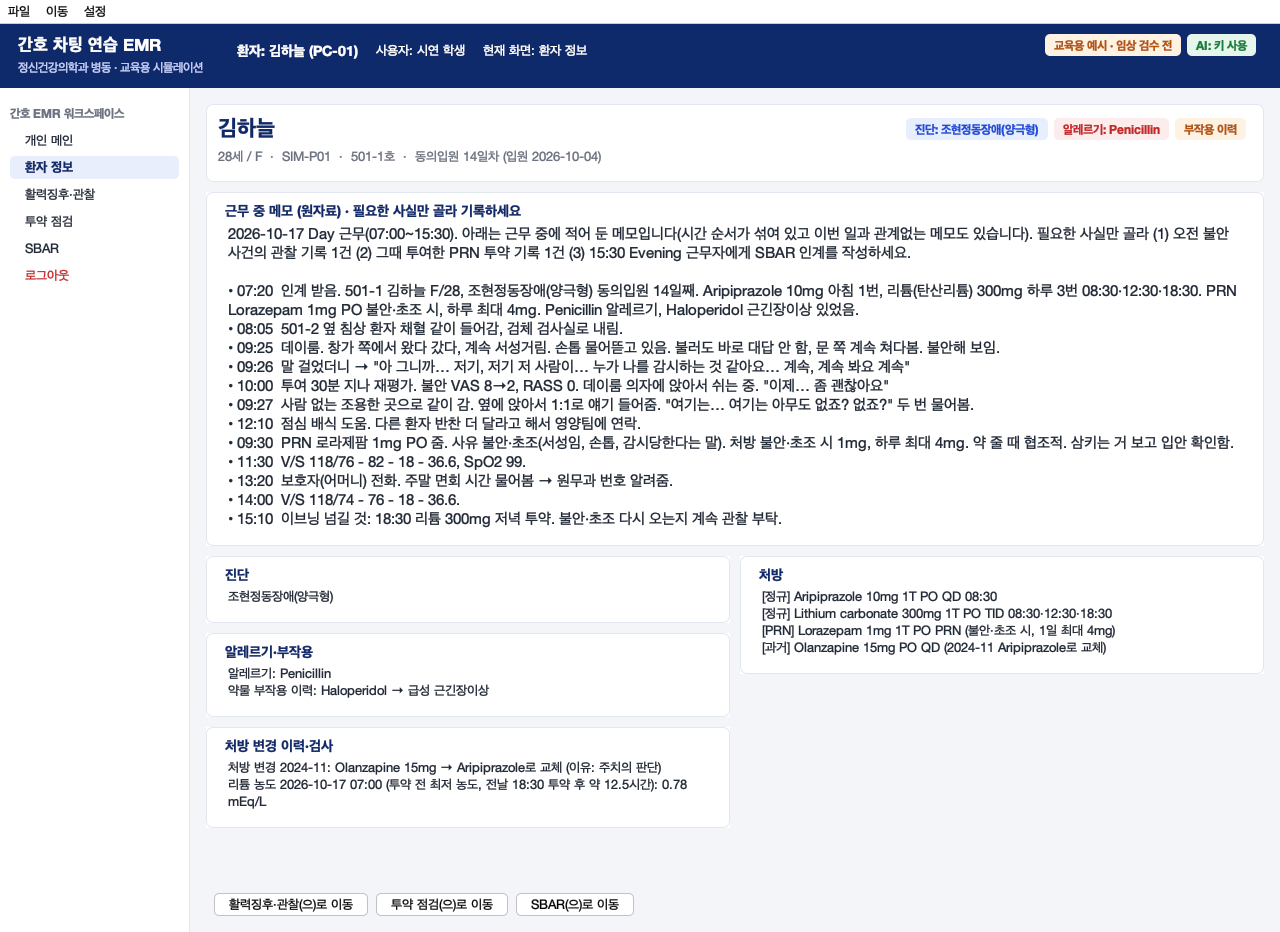 파일 이동 설정
간호 차팅 연습 EMR
정신건강의학과 병동 · 교육용 시뮬레이션
환자: 김하늘 (PC-01) 사용자: 시연 학생 현재 화면: 환자 정보
교육용 예시 · 임상 검수 전 AI: 키 사용
간호 EMR 워크스페이스
개인 메인
환자 정보
활력징후·관찰
투약 점검
SBAR
로그아웃
김하늘
진단: 조현정동장애(양극형) 알레르기: Penicillin 부작용 이력
28세 / F · SIM-P01 · 501-1호 · 동의입원 14일차 (입원 2026-10-04)
근무 중 메모 (원자료) · 필요한 사실만 골라 기록하세요
2026-10-17 Day 근무(07:00~15:30). 아래는 근무 중에 적어 둔 메모입니다(시간 순서가 섞여 있고 이번 일과 관계없는 메모도 있습니다). 필요한 사실만 골라 (1) 오전 불안
사건의 관찰 기록 1건 (2) 그때 투여한 PRN 투약 기록 1건 (3) 15:30 Evening 근무자에게 SBAR 인계를 작성하세요.
• 07:20 인계 받음. 501-1 김하늘 F/28, 조현정동장애(양극형) 동의입원 14일째. Aripiprazole 10mg 아침 1번, 리튬(탄산리튬) 300mg 하루 3번 08:30·12:30·18:30. PRN
Lorazepam 1mg PO 불안·초조 시, 하루 최대 4mg. Penicillin 알레르기, Haloperidol 근긴장이상 있었음.
• 08:05 501-2 옆 침상 환자 채혈 같이 들어감, 검체 검사실로 내림.
• 09:25 데이룸. 창가 쪽에서 왔다 갔다, 계속 서성거림. 손톱 물어뜯고 있음. 불러도 바로 대답 안 함, 문 쪽 계속 쳐다봄. 불안해 보임.
• 09:26 말 걸었더니 → "아 그니까… 저기, 저기 저 사람이… 누가 나를 감시하는 것 같아요… 계속, 계속 봐요 계속"
• 10:00 투여 30분 지나 재평가. 불안 VAS 8→2, RASS 0. 데이룸 의자에 앉아서 쉬는 중. "이제… 좀 괜찮아요"
• 09:27 사람 없는 조용한 곳으로 같이 감. 옆에 앉아서 1:1로 얘기 들어줌. "여기는… 여기는 아무도 없죠? 없죠?" 두 번 물어봄.
• 12:10 점심 배식 도움. 다른 환자 반찬 더 달라고 해서 영양팀에 연락.
• 09:30 PRN 로라제팜 1mg PO 줌. 사유 불안·초조(서성임, 손톱, 감시당한다는 말). 처방 불안·초조 시 1mg, 하루 최대 4mg. 약 줄 때 협조적. 삼키는 거 보고 입안 확인함.
• 11:30 V/S 118/76 - 82 - 18 - 36.6, SpO2 99.
• 13:20 보호자(어머니) 전화. 주말 면회 시간 물어봄 → 원무과 번호 알려줌.
• 14:00 V/S 118/74 - 76 - 18 - 36.6.
• 15:10 이브닝 넘길 것: 18:30 리튬 300mg 저녁 투약. 불안·초조 다시 오는지 계속 관찰 부탁.
진단
조현정동장애(양극형)
알레르기·부작용
알레르기: Penicillin
약물 부작용 이력: Haloperidol → 급성 근긴장이상
처방 변경 이력·검사
처방 변경 2024-11: Olanzapine 15mg → Aripiprazole로 교체 (이유: 주치의 판단)
리튬 농도 2026-10-17 07:00 (투약 전 최저 농도, 전날 18:30 투약 후 약 12.5시간): 0.78
mEq/L
처방
[정규] Aripiprazole 10mg 1T PO QD 08:30
[정규] Lithium carbonate 300mg 1T PO TID 08:30·12:30·18:30
[PRN] Lorazepam 1mg 1T PO PRN (불안·초조 시, 1일 최대 4mg)
[과거] Olanzapine 15mg PO QD (2024-11 Aripiprazole로 교체)
활력징후·관찰(으)로 이동 투약 점검(으)로 이동 SBAR(으)로 이동